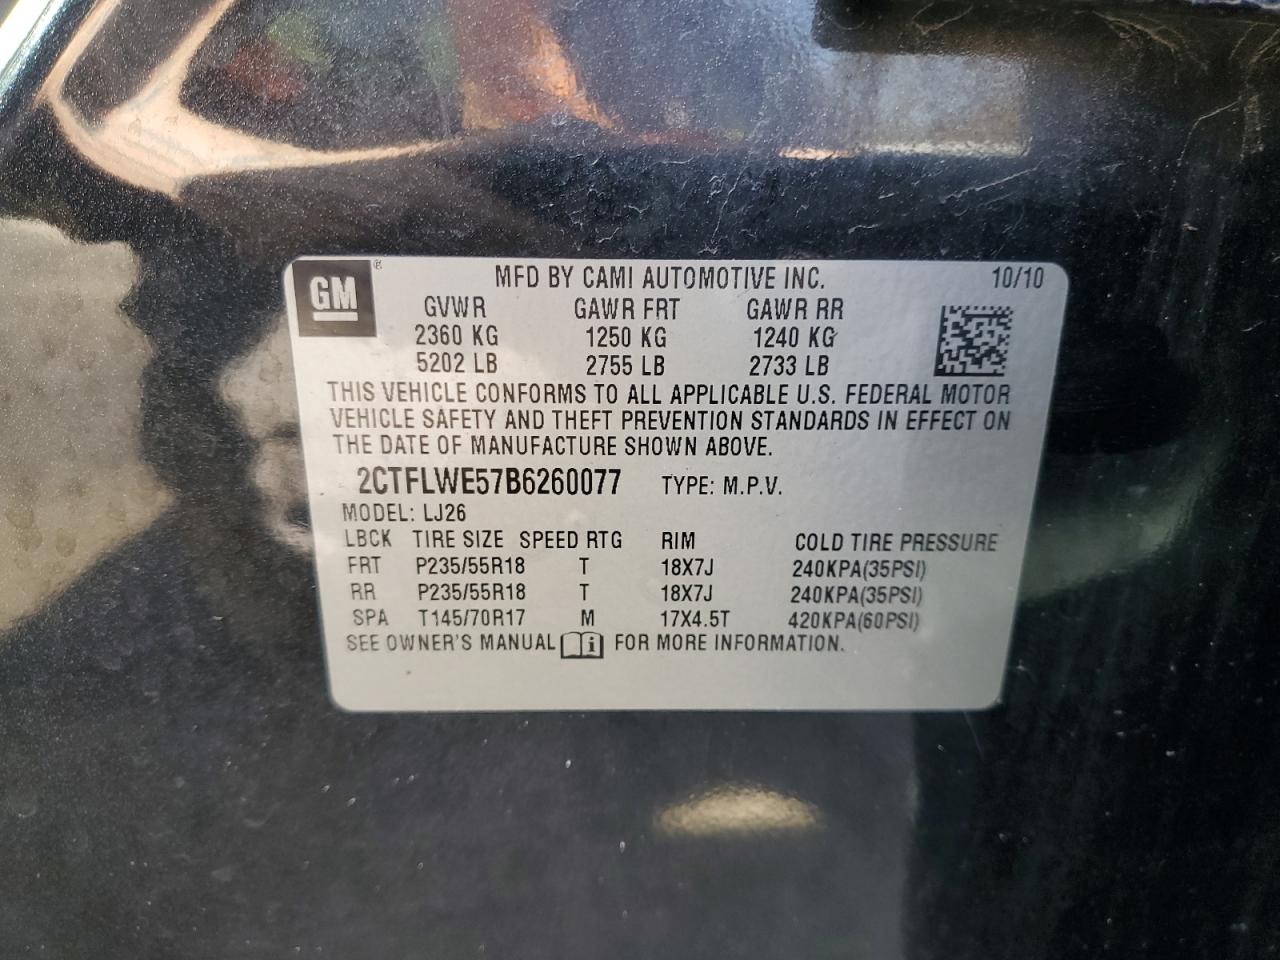 GM® MFD BY CAMI AUTOMOTIVE INC. 10/10
GVWR GAWR FRT GAWR RR
2360 KG 1250 KG 1240 KG
5202 LB 2755 LB 2733 LB
THIS VEHICLE CONFORMS TO ALL APPLICABLE U.S. FEDERAL MOTOR
VEHICLE SAFETY AND THEFT PREVENTION STANDARDS IN EFFECT ON
THE DATE OF MANUFACTURE SHOWN ABOVE.
2CTFLWE57B6260077 TYPE: M.P.V.
MODEL: LJ26
LBCK TIRE SIZE SPEED RTG RIM COLD TIRE PRESSURE
FRT P235/55R18 T 18X7J 240KPA(35PSI)
RR P235/55R18 T 18X7J 240KPA(35PSI)
SPA T145/70R17 M 17X4.5T 420KPA(60PSI)
SEE OWNER'S MANUAL i FOR MORE INFORMATION.